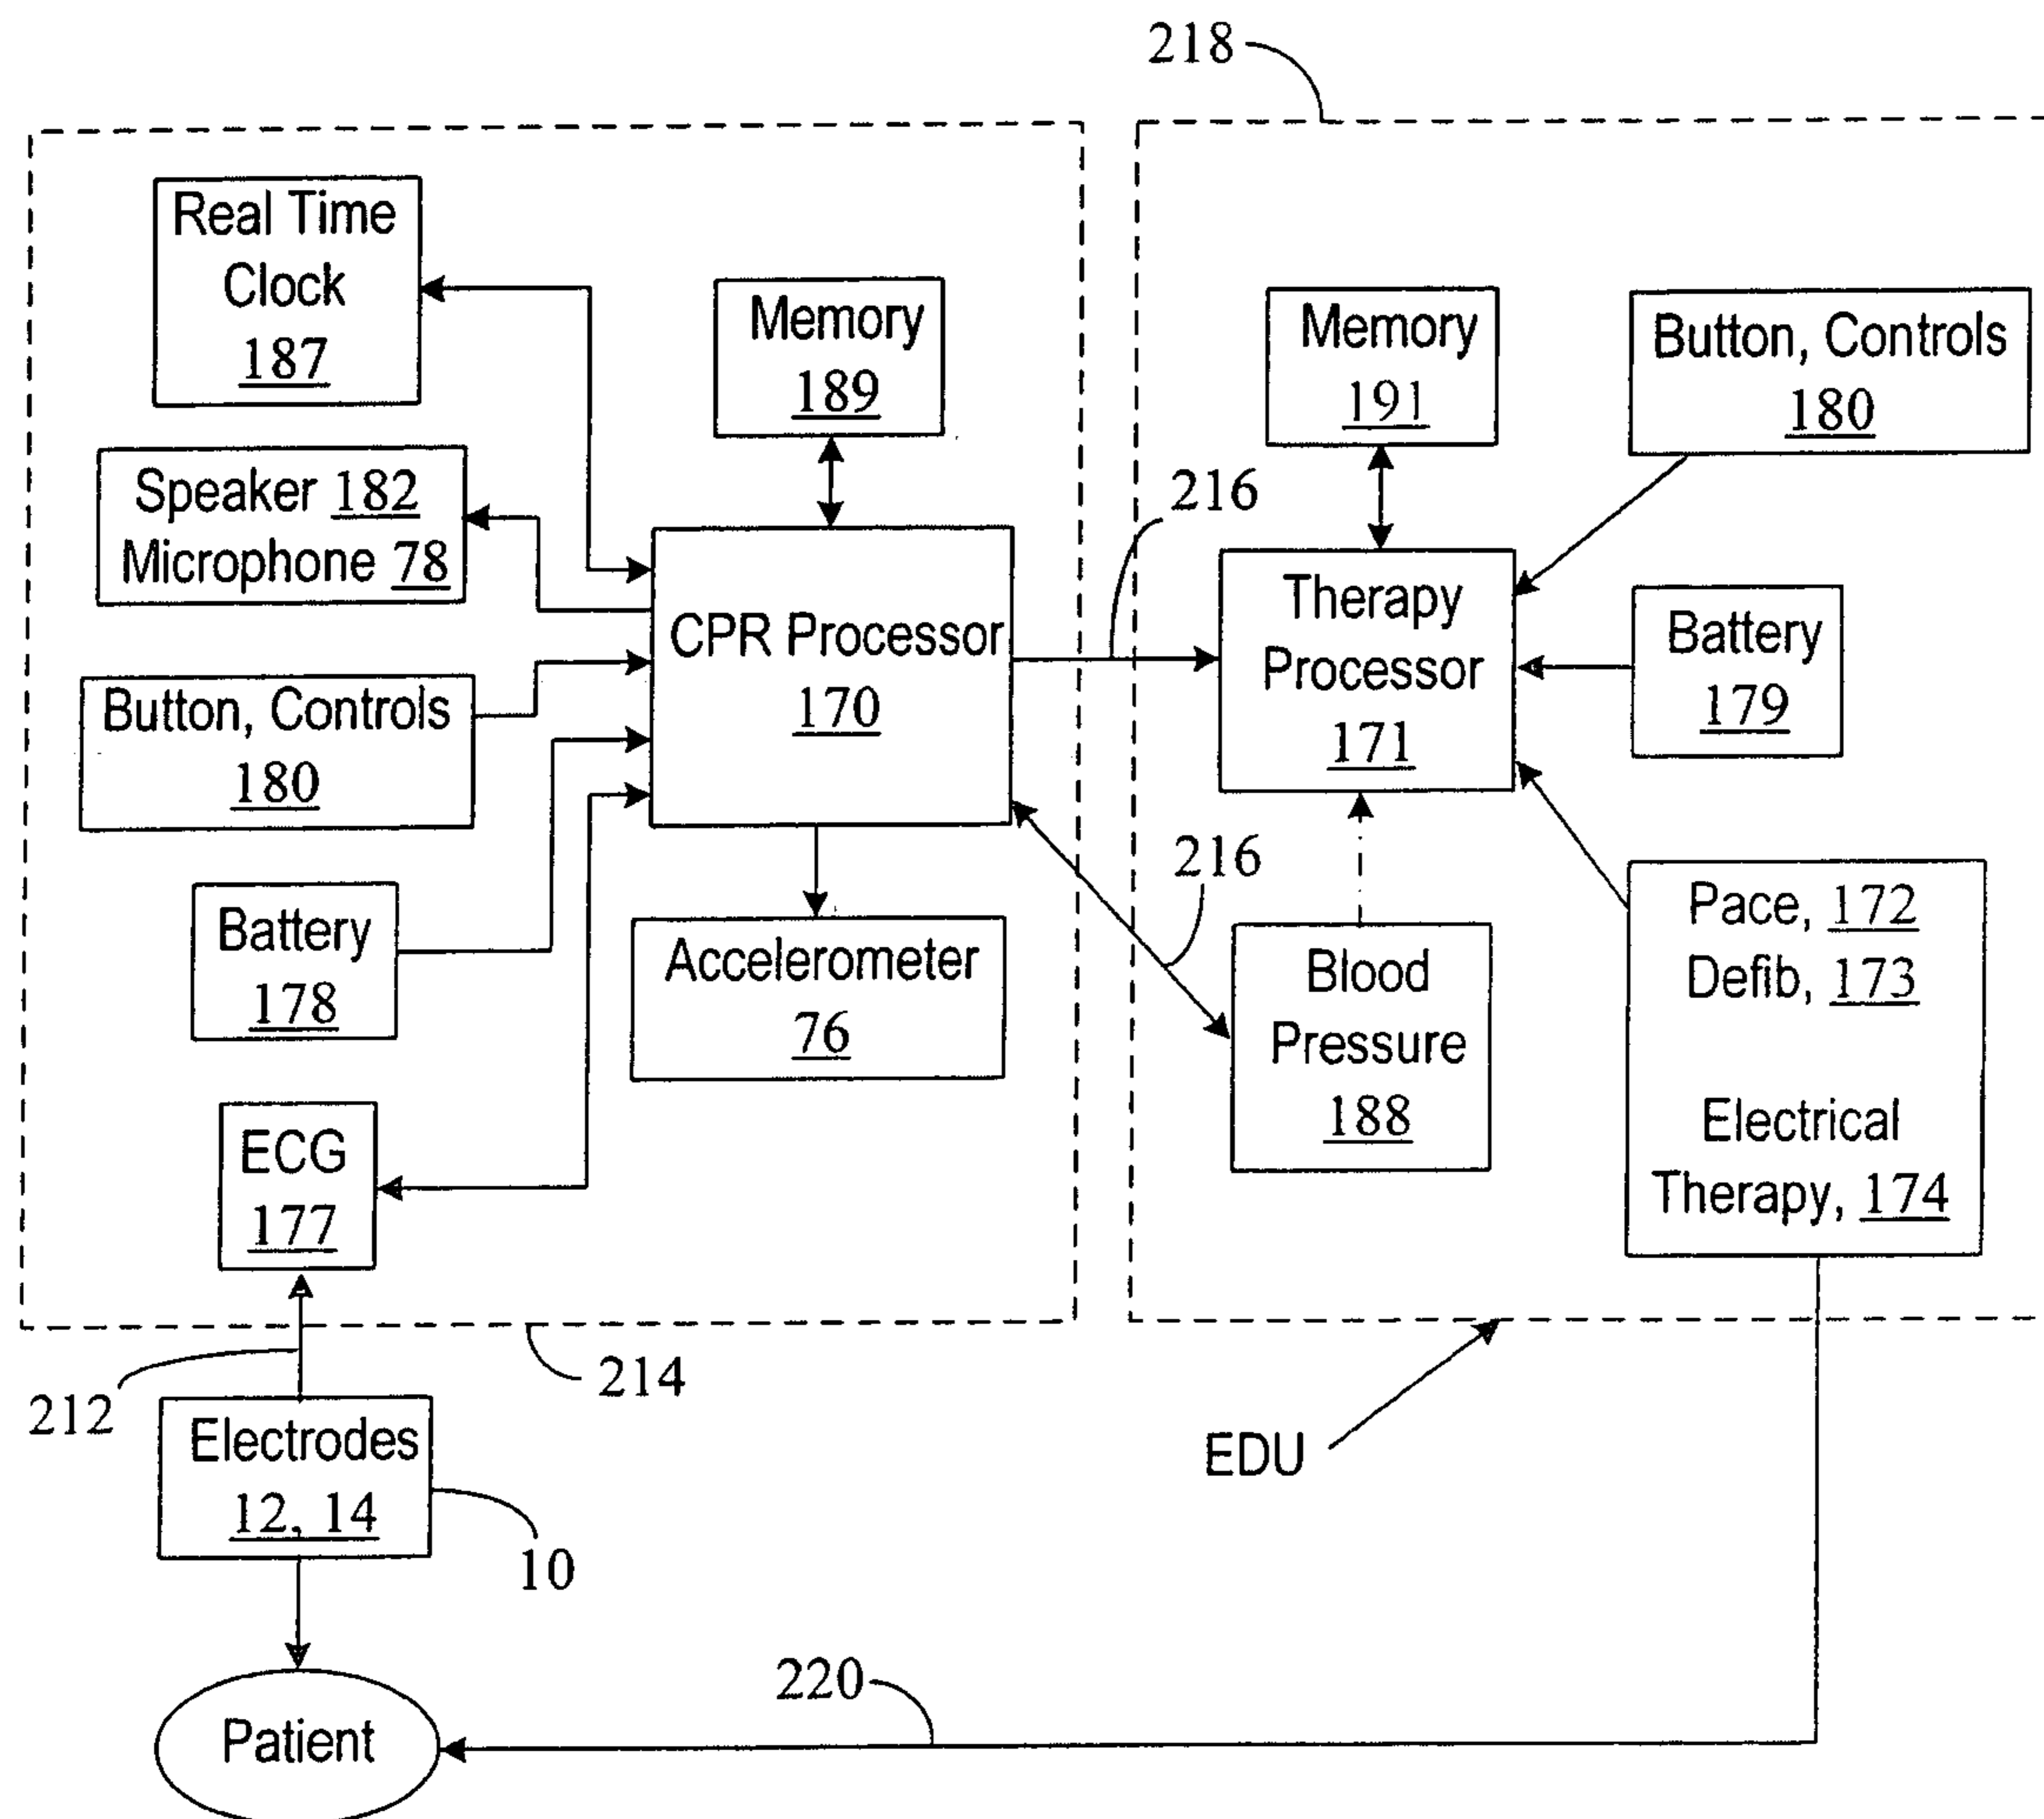 218
Real Time
Clock
187
Memory
189
Speaker 182
Microphone 78
CPR Processor
170
Button, Controls
180
Battery
178
Accelerometer
76
ECG
177
216
216
Memory
191
Button, Controls
180
Therapy
Processor
171
Battery
179
Blood
Pressure
188
Pace, 172
Defib, 173
Electrical
Therapy, 174
212
214
Electrodes
12, 14
10
EDU
220
Patient